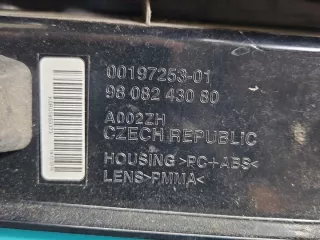 00197253-01
98 082 430 80
A002ZH
CZECH REPUBLIC
HOUSING >PC+ABS<
LENS>PMMA<